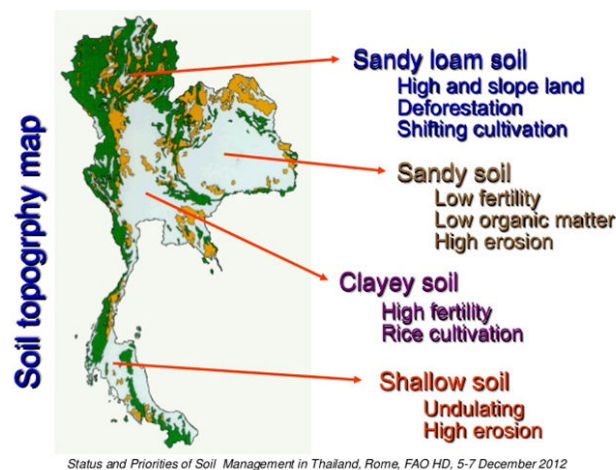 Soil topogrphy map
Sandy loam soil
High and slope land
Deforestation
Shifting cultivation
Sandy soil
Low fertility
Low organic matter
High erosion
Clayey soil
High fertility
Rice cultivation
Shallow soil
Undulating
High erosion
Status and Priorities of Soil Management in Thailand, Rome, FAO HD, 5-7 December 2012